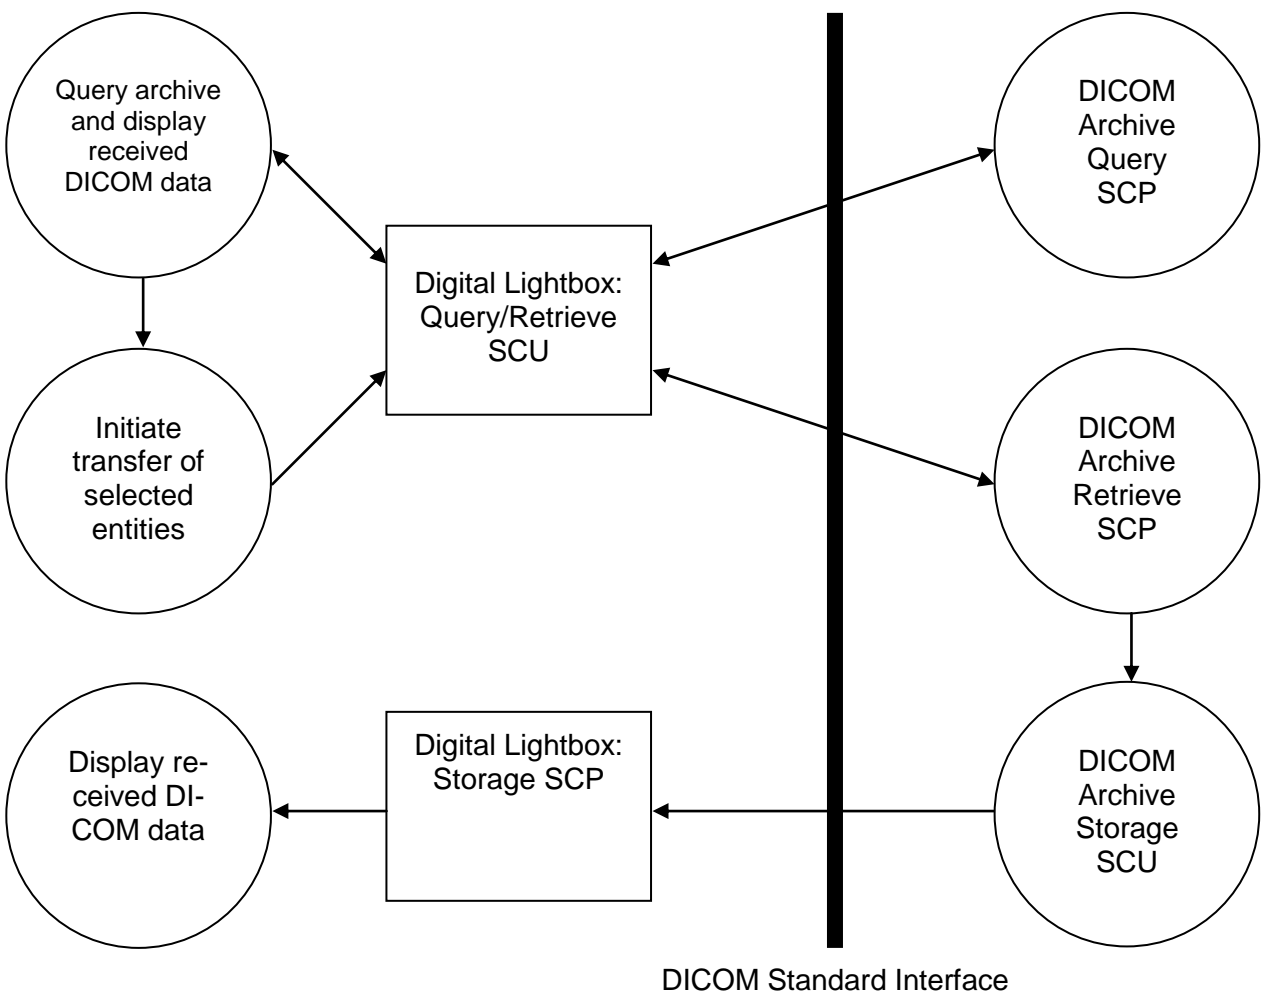 Query archive
and display
received
DICOM data
DICOM
Archive
Query
SCP
Digital Lightbox:
Query/Retrieve
SCU
Initiate
transfer of
selected
entities
DICOM
Archive
Retrieve
SCP
Display re-
ceived DI-
COM data
Digital Lightbox:
Storage SCP
DICOM
Archive
Storage
SCU
DICOM Standard Interface